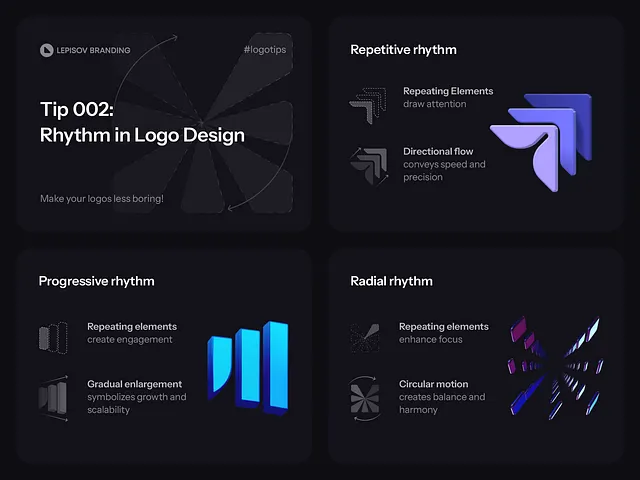 LEPISOV BRANDING
#logotips
Tip 002:
Rhythm in Logo Design
Make your logos less boring!
Repetitive rhythm
Repeating Elements
draw attention
Directional flow
conveys speed and
precision
Progressive rhythm
Repeating elements
create engagement
Gradual enlargement
symbolizes growth and
scalability
Radial rhythm
Repeating elements
enhance focus
Circular motion
creates balance and
harmony